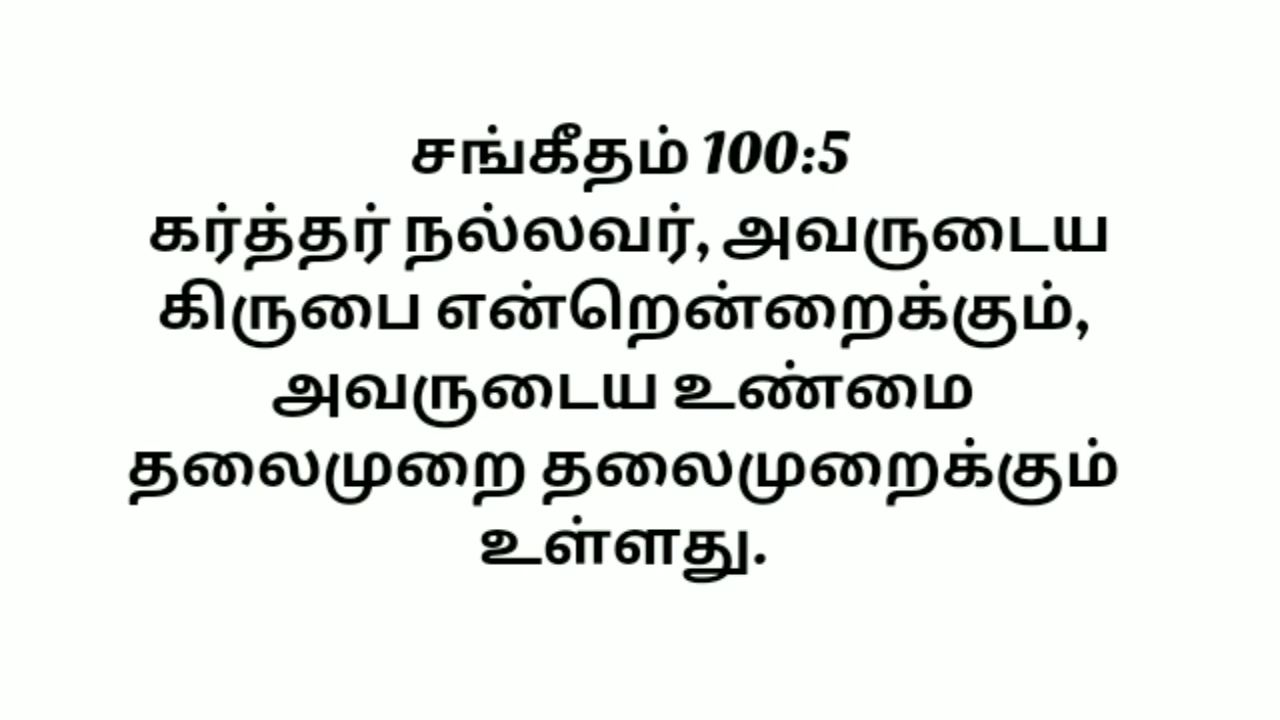 சங்கீதம் 100:5
கர்த்தர் நல்லவர், அவருடைய
கிருபை என்றென்றைக்கும்,
அவருடைய உண்மை
தலைமுறை தலைமுறைக்கும்
உள்ளது.